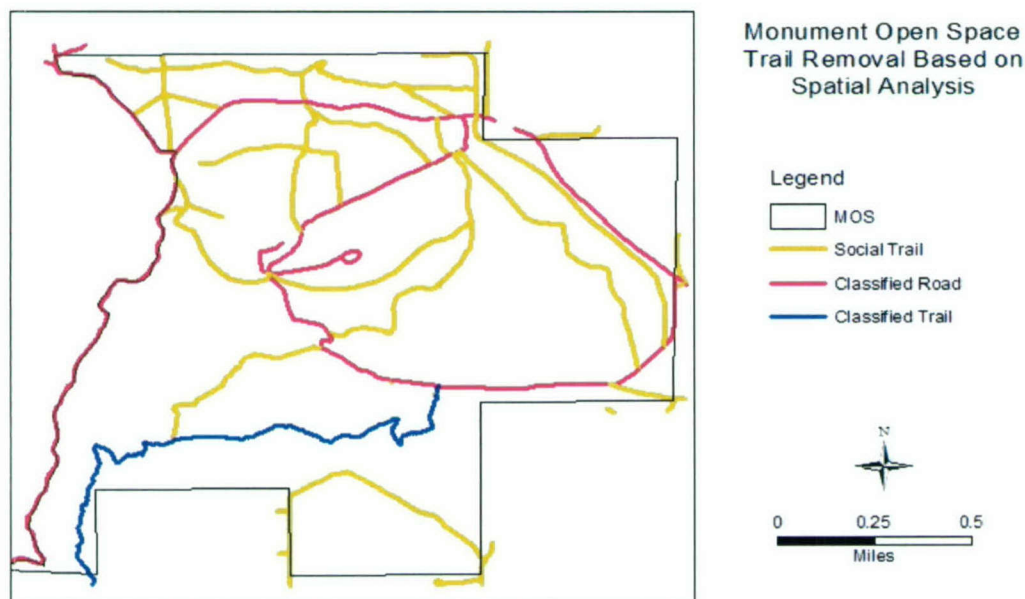 Monument Open Space
Trail Removal Based on
Spatial Analysis
Legend
MOS
Social Trail
Classified Road
Classified Trail
N
0 0.25 0.5
Miles